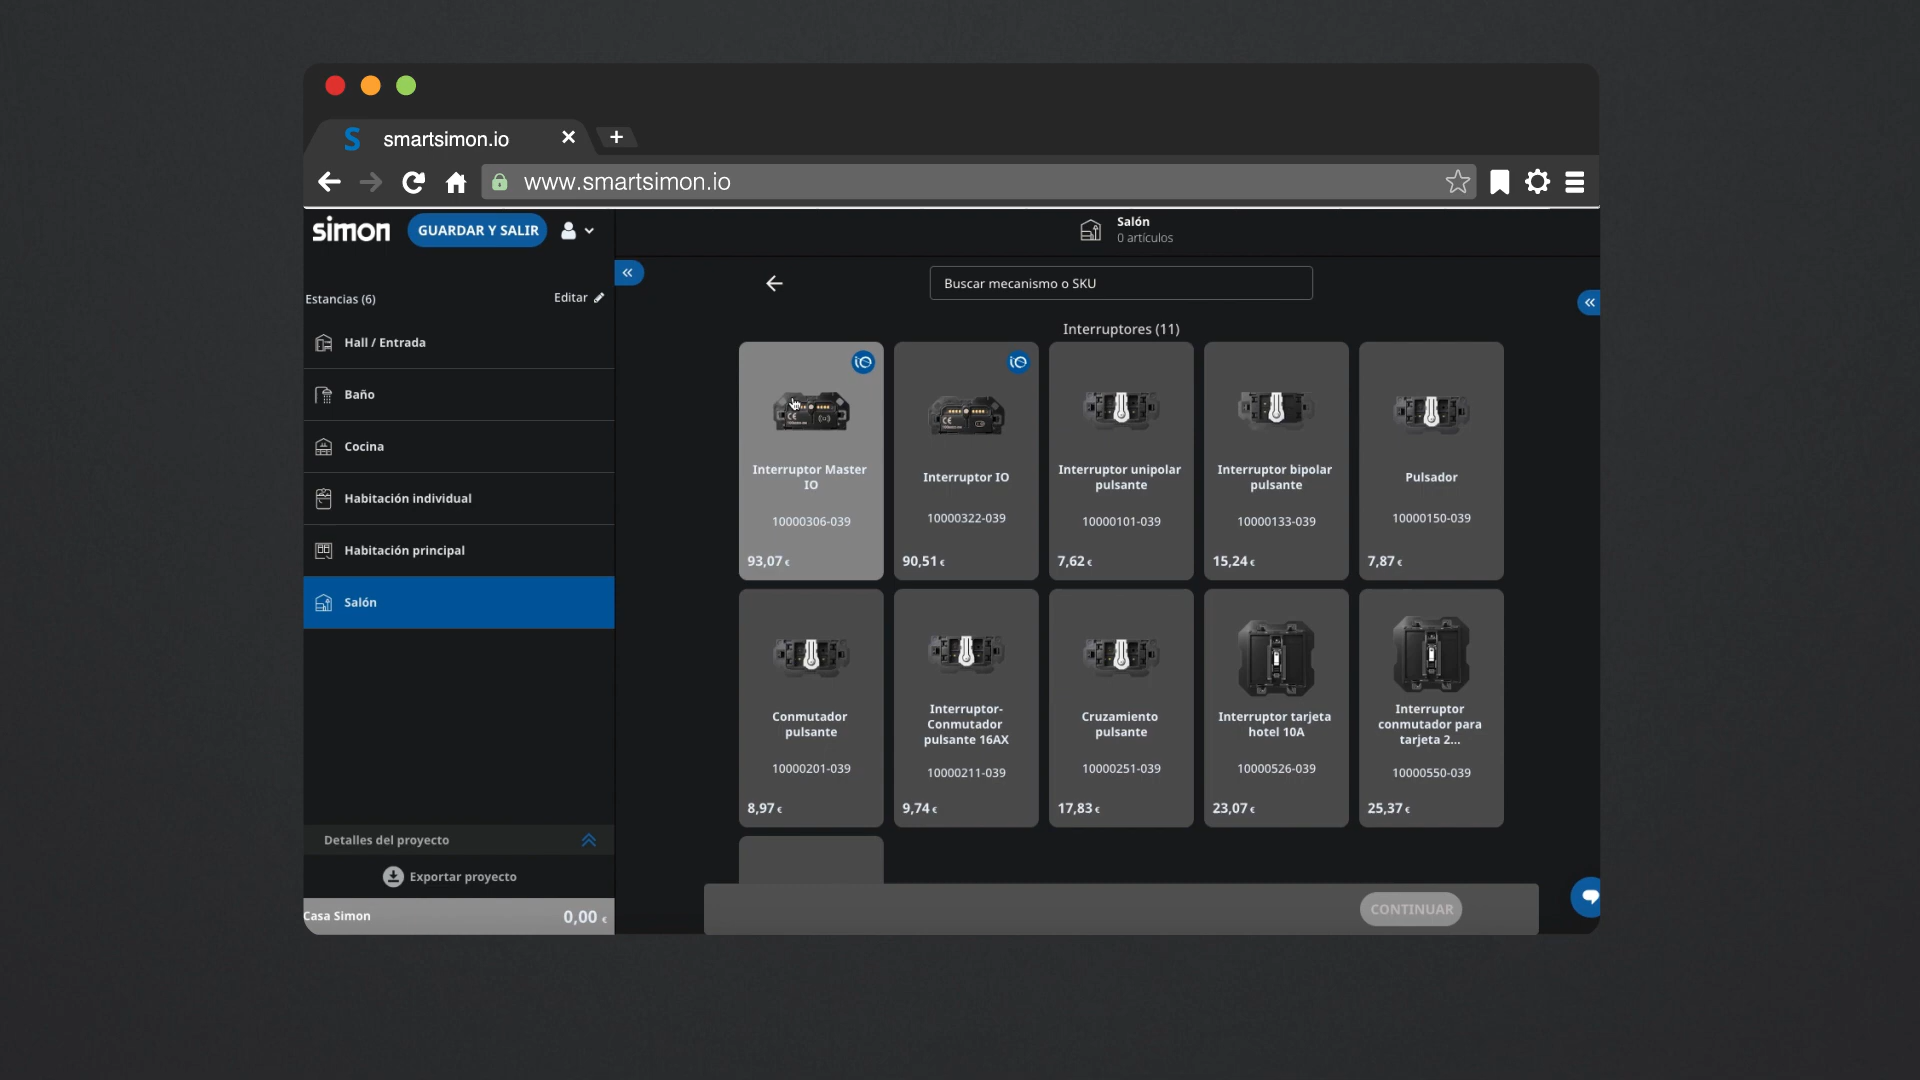 smartsimon.io
www.smartsimon.io
simon
GUARDAR Y SALIR
Salón
0 artículos
Estancias (6)
Editar
Buscar mecanismo o SKU
Hall / Entrada
Baño
Cocina
Habitación individual
Habitación principal
Salón
Detalles del proyecto
Exportar proyecto
Casa Simon
0,00 €
Interruptores (11)
iO
Interruptor Master
IO
10000306-039
93,07 €
iO
Interruptor IO
10000322-039
90,51 €
Interruptor unipolar
pulsante
10000101-039
7,62 €
Interruptor bipolar
pulsante
10000133-039
15,24 €
Pulsador
10000150-039
7,87 €
Conmutador
pulsante
10000201-039
8,97 €
Interruptor-
Conmutador
pulsante 16AX
10000211-039
9,74 €
Cruzamiento
pulsante
10000251-039
17,83 €
Interruptor tarjeta
hotel 10A
10000526-039
23,07 €
Interruptor
conmutador para
tarjeta 2...
10000550-039
25,37 €
CONTINUAR